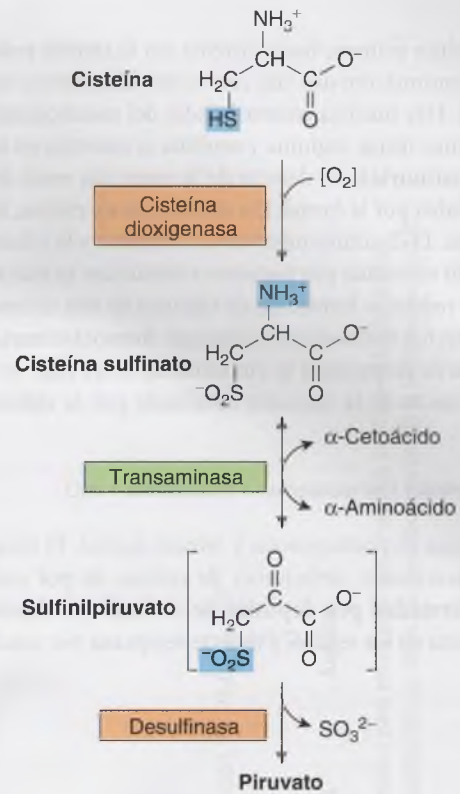 NH₃⁺
Cisteína
H₂C
CH
C
O⁻
HS
O
[O₂]
Cisteína
dioxigenasa
NH₃⁺
CH
O⁻
Cisteína sulfinato
H₂C
C
⁻O₂S
O
α-Cetoácido
Transaminasa
α-Aminoácido
O
C
O⁻
Sulfinilpiruvato
H₂C
C
⁻O₂S
O
Desulfinasa
SO₃²⁻
Piruvato